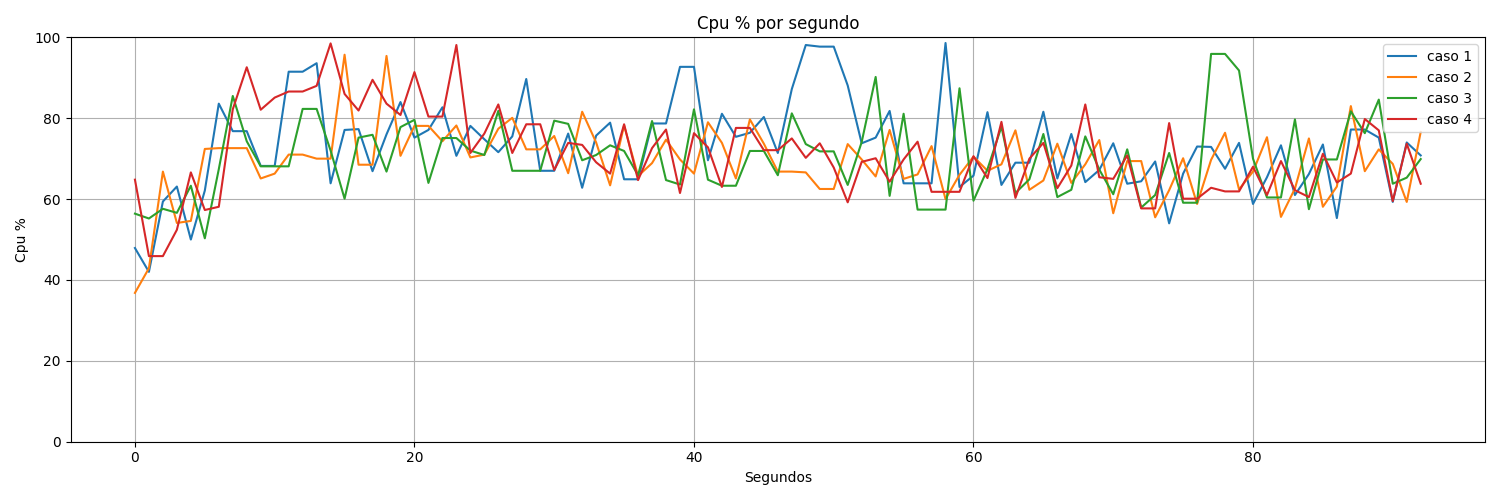 Cpu % por segundo
100
80
60
40
20
0
Cpu %
0 20 40 60 80
Segundos
caso 1
caso 2
caso 3
caso 4